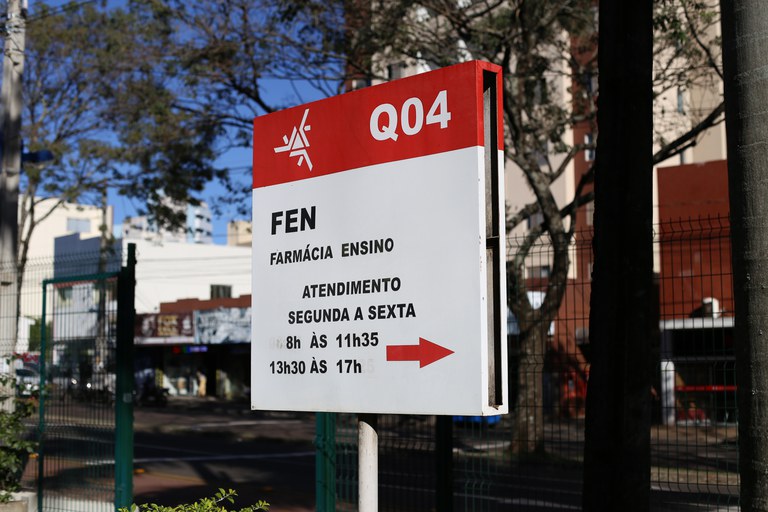 Q04
FEN
FARMÁCIA ENSINO
ATENDIMENTO
SEGUNDA A SEXTA
8h ÀS 11h35
13h30 ÀS 17h